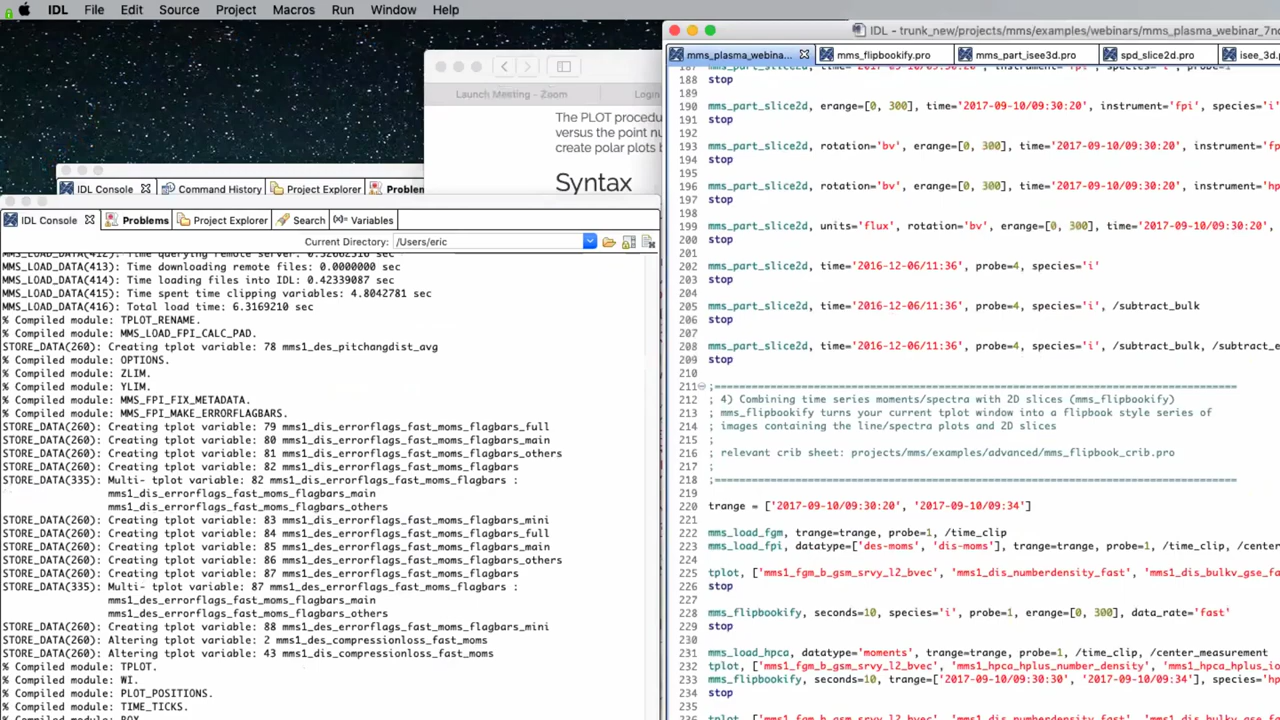 IDL File Edit Source Project Macros Run Window Help
IDL - trunk_new/projects/mms/examples/webinars/mms_plasma_webinar_7nd
mms_plasma_webina... mms_flipbookify.pro mms_part_isee3d.pro spd_slice2d.pro isee_3d.p
Launch Meeting - Zoom Login
The PLOT procedu
versus the point nu
create polar plots b
Syntax
IDL Console Command History Project Explorer Problen
IDL Console Problems Project Explorer Search Variables
Current Directory: /Users/eric
MMS_LOAD_DATA(413): Time downloading remote files: 0.0000000 sec
MMS_LOAD_DATA(414): Time loading files into IDL: 0.42339087 sec
MMS_LOAD_DATA(415): Time spent time clipping variables: 4.8042781 sec
MMS_LOAD_DATA(416): Total load time: 6.3169210 sec
% Compiled module: TPLOT_RENAME.
% Compiled module: MMS_LOAD_FPI_CALC_PAD.
STORE_DATA(260): Creating tplot variable: 78 mms1_des_pitchangdist_avg
% Compiled module: OPTIONS.
% Compiled module: ZLIM.
% Compiled module: YLIM.
% Compiled module: MMS_FPI_FIX_METADATA.
% Compiled module: MMS_FPI_MAKE_ERRORFLAGBARS.
STORE_DATA(260): Creating tplot variable: 79 mms1_dis_errorflags_fast_moms_flagbars_full
STORE_DATA(260): Creating tplot variable: 80 mms1_dis_errorflags_fast_moms_flagbars_main
STORE_DATA(260): Creating tplot variable: 81 mms1_dis_errorflags_fast_moms_flagbars_others
STORE_DATA(260): Creating tplot variable: 82 mms1_dis_errorflags_fast_moms_flagbars
STORE_DATA(335): Multi- tplot variable: 82 mms1_dis_errorflags_fast_moms_flagbars :
mms1_dis_errorflags_fast_moms_flagbars_main
mms1_dis_errorflags_fast_moms_flagbars_others
STORE_DATA(260): Creating tplot variable: 83 mms1_dis_errorflags_fast_moms_flagbars_mini
STORE_DATA(260): Creating tplot variable: 84 mms1_des_errorflags_fast_moms_flagbars_full
STORE_DATA(260): Creating tplot variable: 85 mms1_des_errorflags_fast_moms_flagbars_main
STORE_DATA(260): Creating tplot variable: 86 mms1_des_errorflags_fast_moms_flagbars_others
STORE_DATA(260): Creating tplot variable: 87 mms1_des_errorflags_fast_moms_flagbars
STORE_DATA(335): Multi- tplot variable: 87 mms1_des_errorflags_fast_moms_flagbars :
mms1_des_errorflags_fast_moms_flagbars_main
mms1_des_errorflags_fast_moms_flagbars_others
STORE_DATA(260): Creating tplot variable: 88 mms1_des_errorflags_fast_moms_flagbars_mini
STORE_DATA(260): Altering tplot variable: 2 mms1_des_compressionloss_fast_moms
STORE_DATA(260): Altering tplot variable: 43 mms1_dis_compressionloss_fast_moms
% Compiled module: TPLOT.
% Compiled module: WI.
% Compiled module: PLOT_POSITIONS.
% Compiled module: TIME_TICKS.
% Compiled module: BOX.
188 stop
189
190 mms_part_slice2d, erange=[0, 300], time='2017-09-10/09:30:20', instrument='fpi', species='i'
191 stop
192
193 mms_part_slice2d, rotation='bv', erange=[0, 300], time='2017-09-10/09:30:20', instrument='fp
194 stop
195
196 mms_part_slice2d, rotation='bv', erange=[0, 300], time='2017-09-10/09:30:20', instrument='hp
197 stop
198
199 mms_part_slice2d, units='flux', rotation='bv', erange=[0, 300], time='2017-09-10/09:30:20',
200 stop
201
202 mms_part_slice2d, time='2016-12-06/11:36', probe=4, species='i'
203 stop
204
205 mms_part_slice2d, time='2016-12-06/11:36', probe=4, species='i', /subtract_bulk
206 stop
207
208 mms_part_slice2d, time='2016-12-06/11:36', probe=4, species='i', /subtract_bulk, /subtract_e
209 stop
210
211 ;=============================================================================
212 ; 4) Combining time series moments/spectra with 2D slices (mms_flipbookify)
213 ; mms_flipbookify turns your current tplot window into a flipbook style series of
214 ; images containing the line/spectra plots and 2D slices
215 ;
216 ; relevant crib sheet: projects/mms/examples/advanced/mms_flipbook_crib.pro
217 ;
218 ;=============================================================================
219
220 trange = ['2017-09-10/09:30:20', '2017-09-10/09:34']
221
222 mms_load_fgm, trange=trange, probe=1, /time_clip
223 mms_load_fpi, datatype=['des-moms', 'dis-moms'], trange=trange, probe=1, /time_clip, /center
224
225 tplot, ['mms1_fgm_b_gsm_srvy_l2_bvec', 'mms1_dis_numberdensity_fast', 'mms1_dis_bulkv_gse_fa
226 stop
227
228 mms_flipbookify, seconds=10, species='i', probe=1, erange=[0, 300], data_rate='fast'
229 stop
230
231 mms_load_hpca, datatype='moments', trange=trange, probe=1, /time_clip, /center_measurement
232 tplot, ['mms1_fgm_b_gsm_srvy_l2_bvec', 'mms1_hpca_hplus_number_density', 'mms1_hpca_hplus_io
233 mms_flipbookify, seconds=10, trange=['2017-09-10/09:30:30', '2017-09-10/09:34'], species='hp
234 stop
235